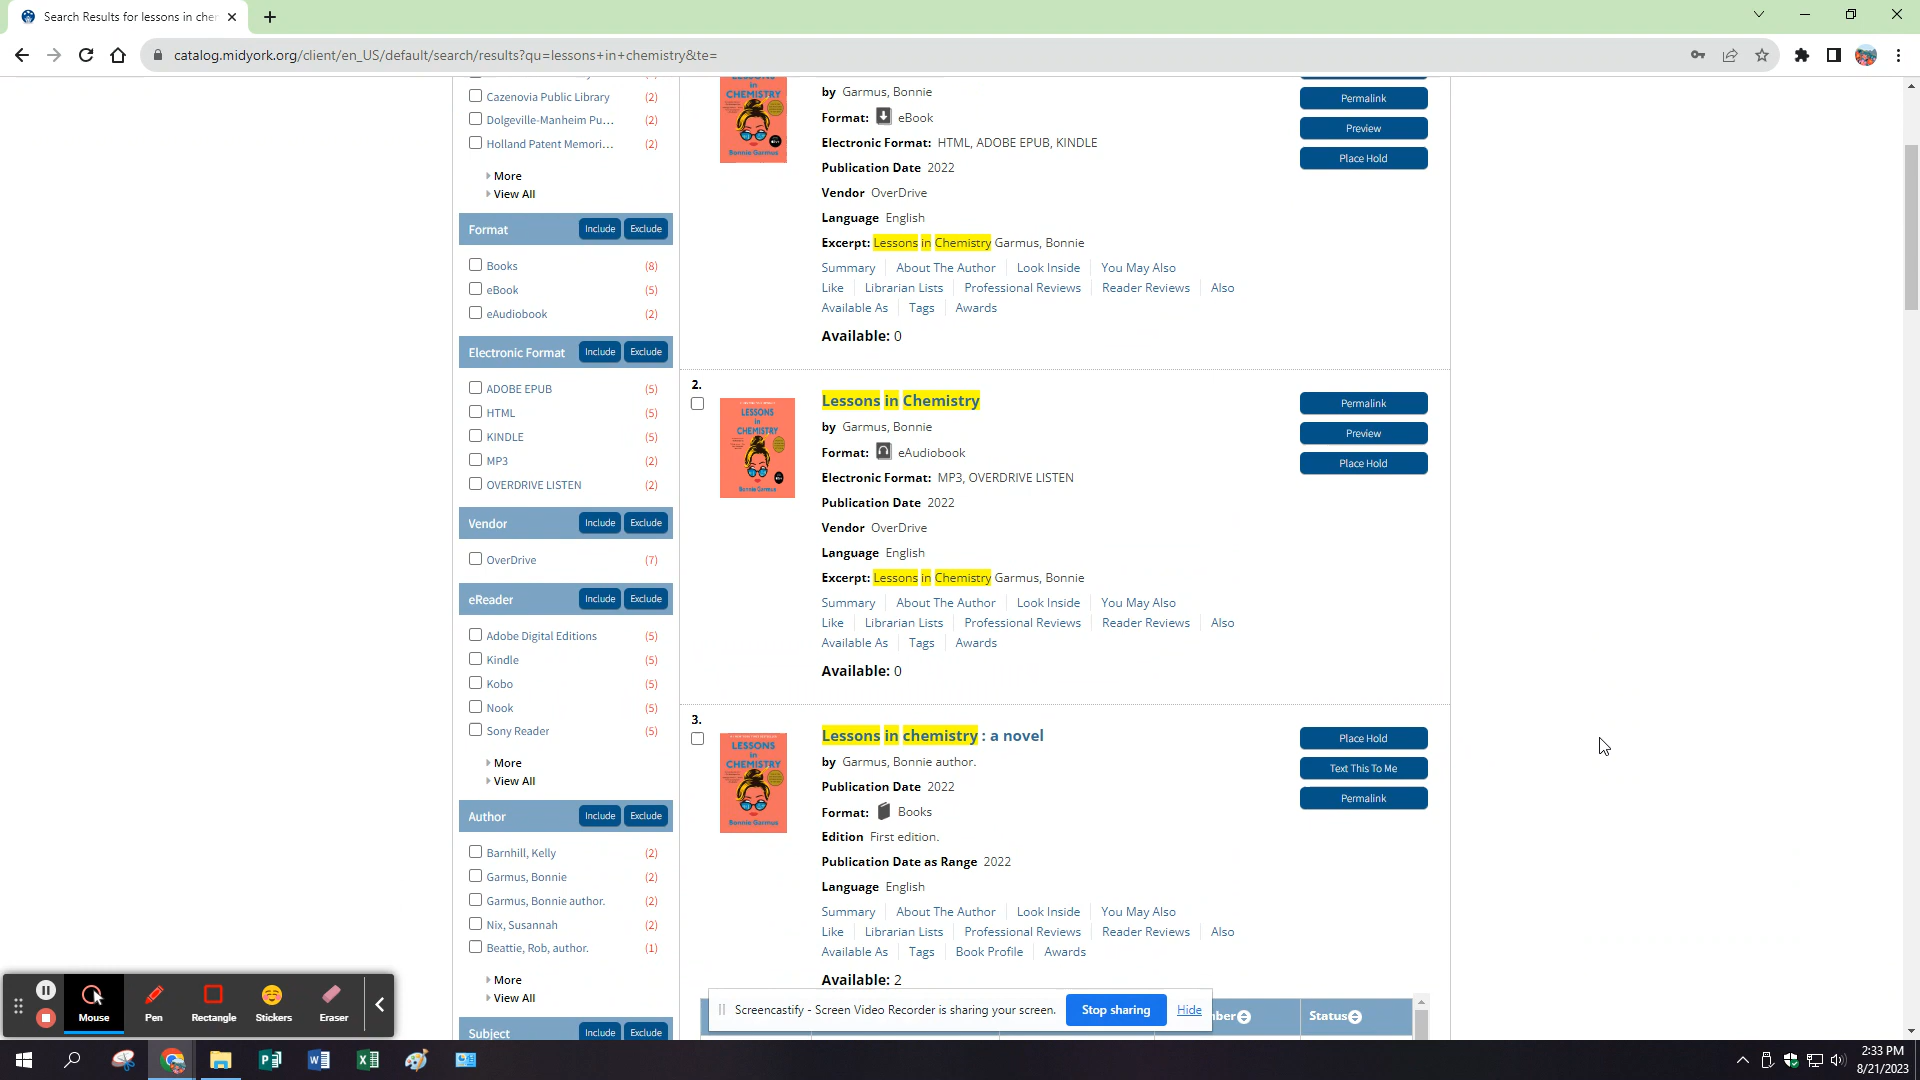 Search Results for lessons in cher
catalog.midyork.org/client/en_US/default/search/results?qu=lessons+in+chemistry&te=
Cazenovia Public Library (2)
Dolgeville-Manheim Pu... (2)
Holland Patent Memori... (2)
More
View All
Format Include Exclude
Books (8)
eBook (5)
eAudiobook (2)
Electronic Format Include Exclude
ADOBE EPUB (5)
HTML (5)
KINDLE (5)
MP3 (2)
OVERDRIVE LISTEN (2)
Vendor Include Exclude
OverDrive (7)
eReader Include Exclude
Adobe Digital Editions (5)
Kindle (5)
Kobo (5)
Nook (5)
Sony Reader (5)
More
View All
Author Include Exclude
Barnhill, Kelly (2)
Garmus, Bonnie (2)
Garmus, Bonnie author. (2)
Nix, Susannah (2)
Beattie, Rob, author. (1)
More
View All
Subject Include Exclude
CHEMISTRY
Bonnie Garmus
by Garmus, Bonnie
Format: eBook
Electronic Format: HTML, ADOBE EPUB, KINDLE
Publication Date 2022
Vendor OverDrive
Language English
Excerpt: Lessons in Chemistry Garmus, Bonnie
Summary About The Author Look Inside You May Also
Like Librarian Lists Professional Reviews Reader Reviews Also
Available As Tags Awards
Available: 0
Permalink
Preview
Place Hold
2.
LESSONS
in
CHEMISTRY
Bonnie Garmus
Lessons in Chemistry
by Garmus, Bonnie
Format: eAudiobook
Electronic Format: MP3, OVERDRIVE LISTEN
Publication Date 2022
Vendor OverDrive
Language English
Excerpt: Lessons in Chemistry Garmus, Bonnie
Summary About The Author Look Inside You May Also
Like Librarian Lists Professional Reviews Reader Reviews Also
Available As Tags Awards
Available: 0
Permalink
Preview
Place Hold
3.
LESSONS
in
CHEMISTRY
Bonnie Garmus
Lessons in chemistry : a novel
by Garmus, Bonnie author.
Publication Date 2022
Format: Books
Edition First edition.
Publication Date as Range 2022
Language English
Summary About The Author Look Inside You May Also
Like Librarian Lists Professional Reviews Reader Reviews Also
Available As Tags Book Profile Awards
Available: 2
Place Hold
Text This To Me
Permalink
mber Status
Screencastify - Screen Video Recorder is sharing your screen. Stop sharing Hide
Mouse Pen Rectangle Stickers Eraser
2:33 PM
8/21/2023